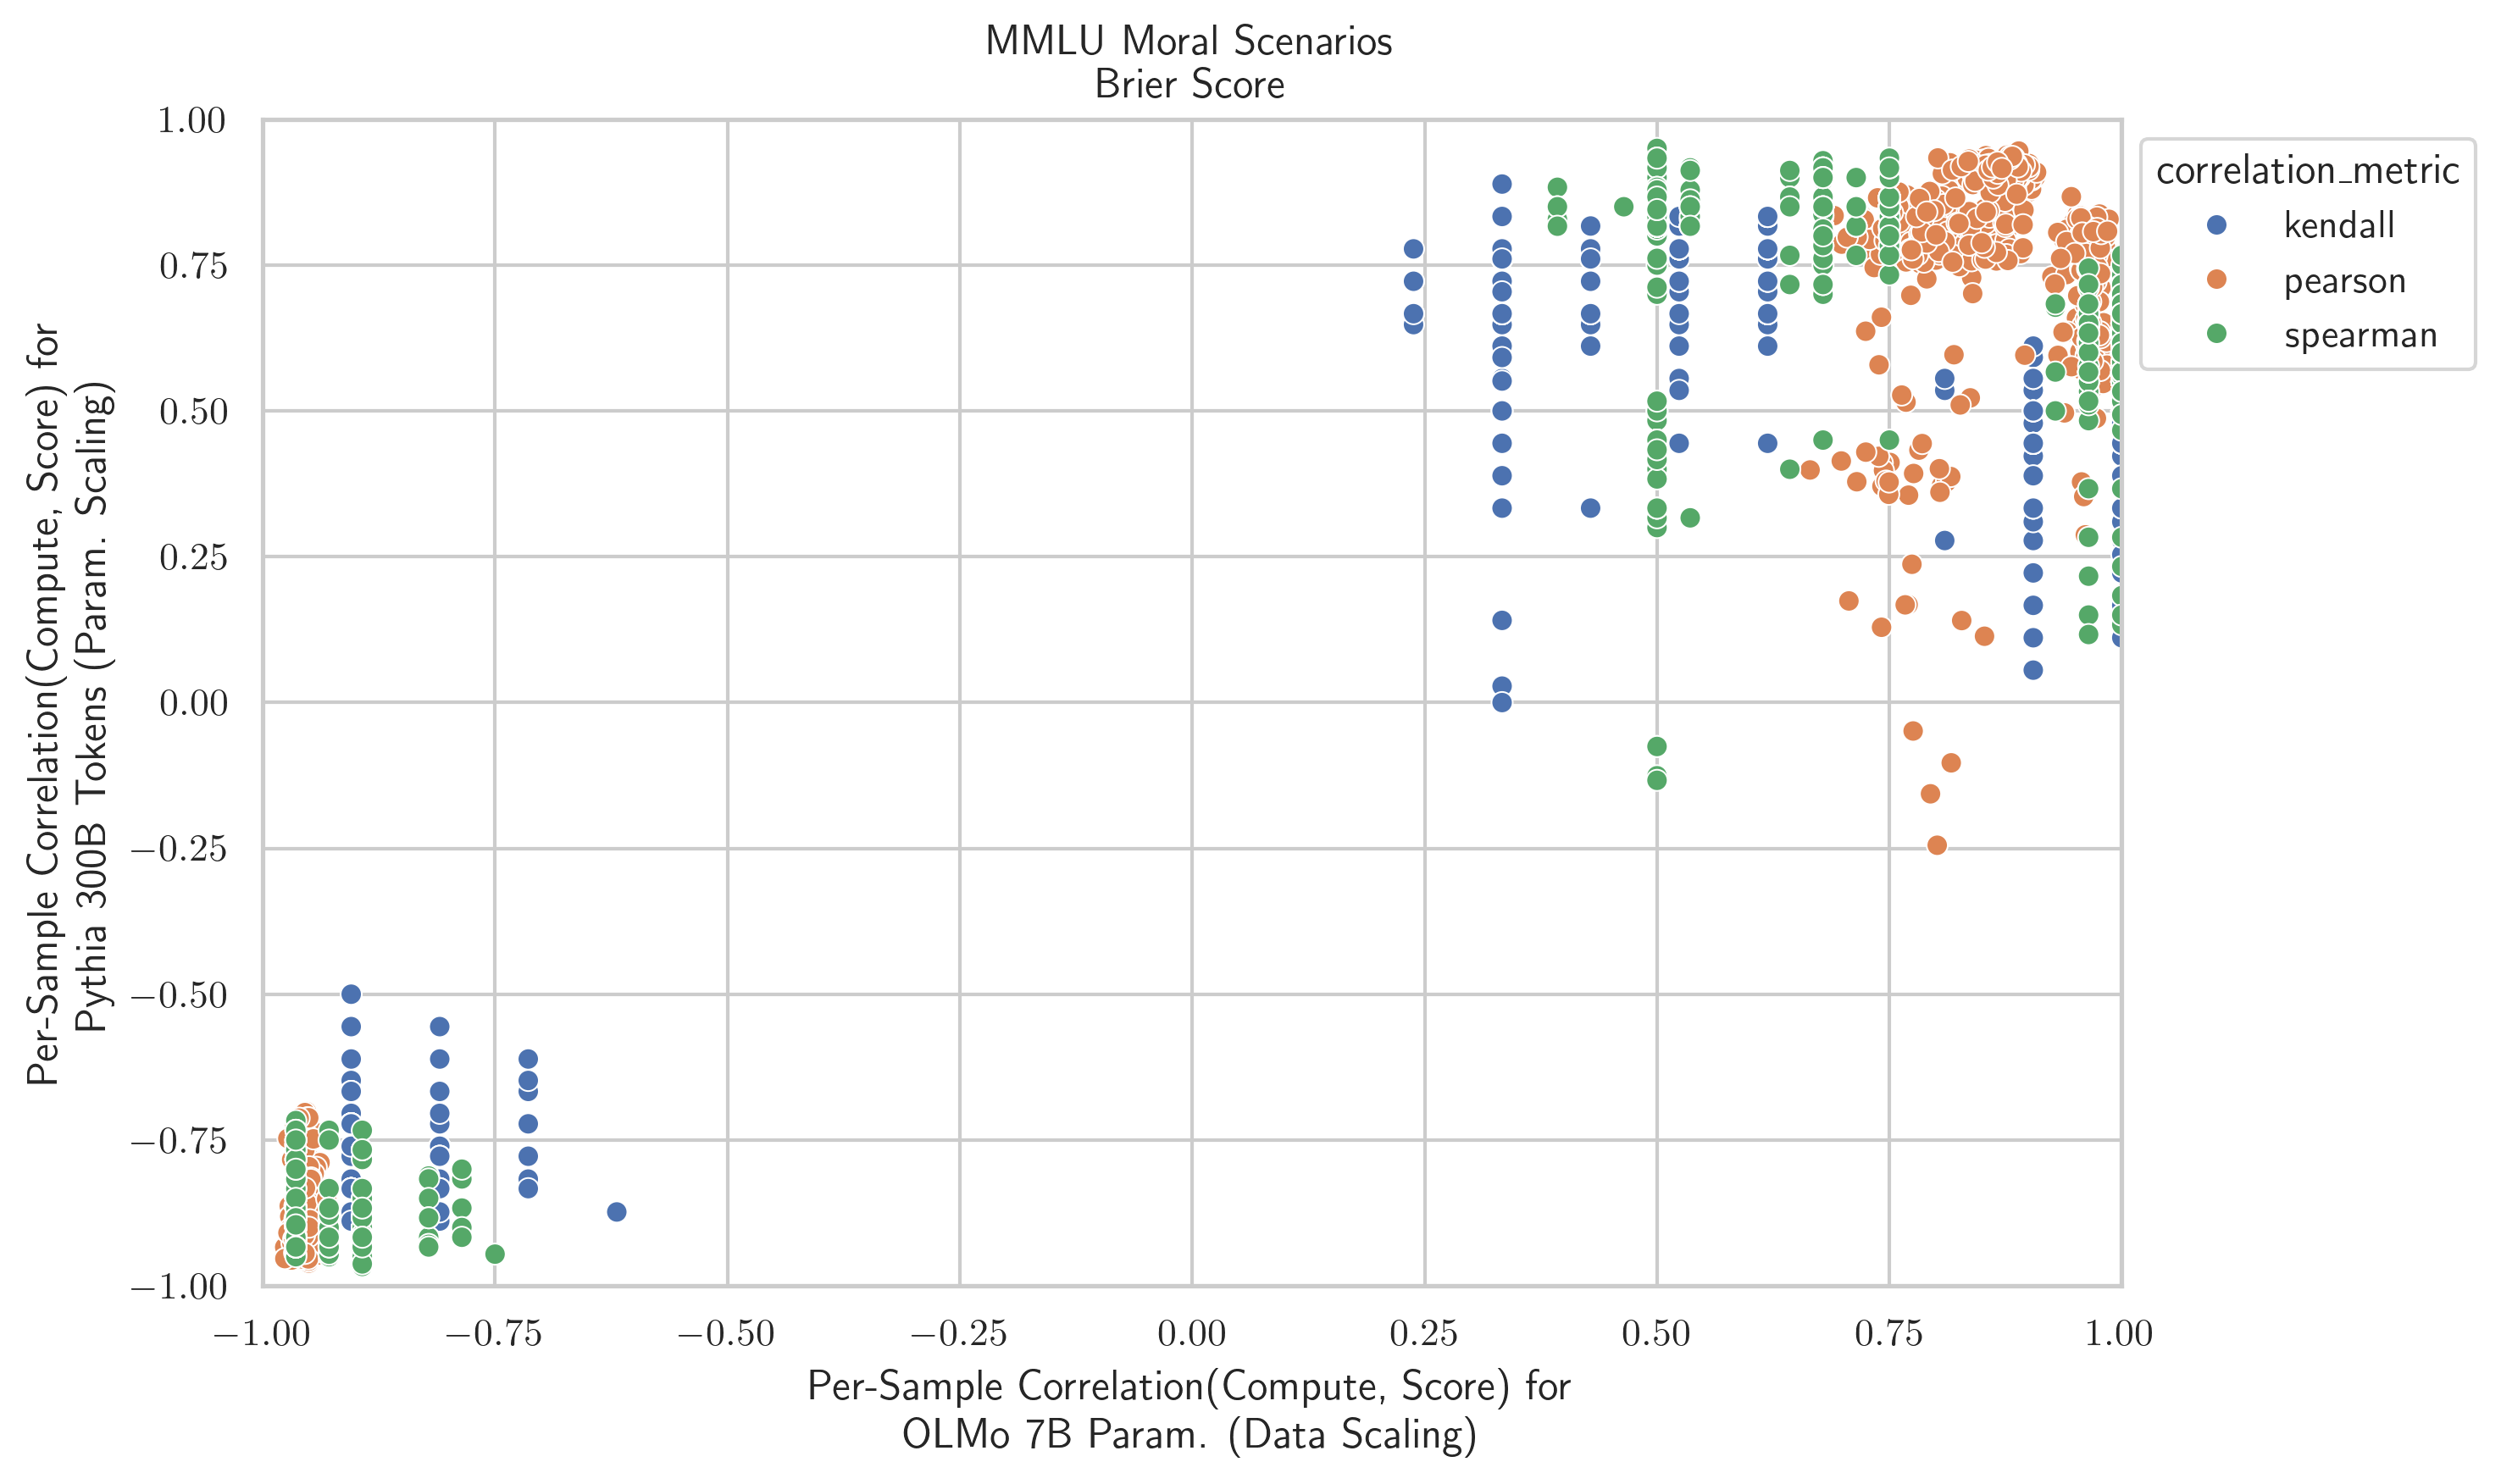 MMLU Moral Scenarios
Brier Score
Per-Sample Correlation(Compute, Score) for
Pythia 300B Tokens (Param. Scaling)
1.00
0.75
0.50
0.25
0.00
−0.25
−0.50
−0.75
−1.00
correlation_metric
kendall
pearson
spearman
−1.00
−0.75
−0.50
−0.25
0.00
0.25
0.50
0.75
1.00
Per-Sample Correlation(Compute, Score) for
OLMo 7B Param. (Data Scaling)